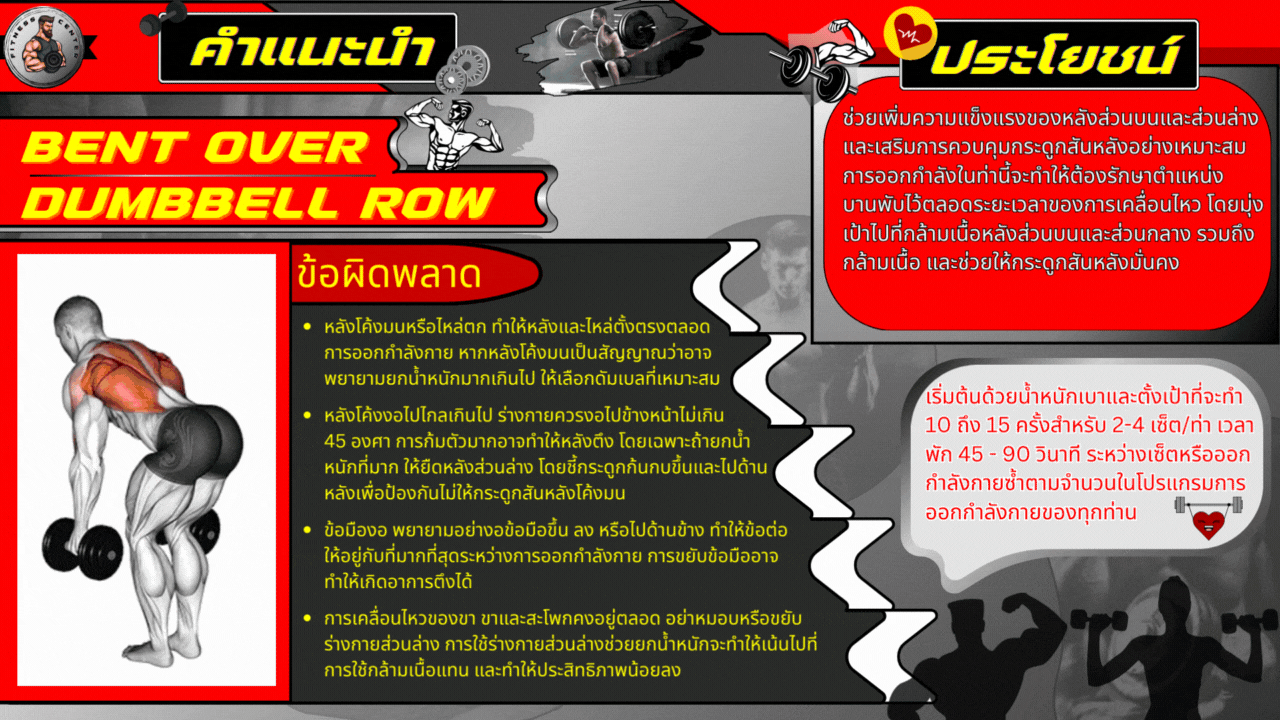 FITNESS CENTER
คำแนะนำ
ประโยชน์
BENT OVER
DUMBBELL ROW
ช่วยเพิ่มความแข็งแรงของหลังส่วนบนและส่วนล่าง
และเสริมการควบคุมกระดูกสันหลังอย่างเหมาะสม
การออกกำลังในท่านี้จะทำให้ต้องรักษาตำแหน่ง
บานพับไว้ตลอดระยะเวลาของการเคลื่อนไหว โดยมุ่ง
เป้าไปที่กล้ามเนื้อหลังส่วนบนและส่วนกลาง รวมถึง
กล้ามเนื้อ และช่วยให้กระดูกสันหลังมั่นคง
ข้อผิดพลาด
• หลังโค้งมนหรือไหล่ตก ทำให้หลังและไหล่ตั้งตรงตลอด
การออกกำลังกาย หากหลังโค้งมนเป็นสัญญาณว่าอาจ
พยายามยกน้ำหนักมากเกินไป ให้เลือกดัมเบลที่เหมาะสม
• หลังโค้งงอไปไกลเกินไป ร่างกายควรงอไปข้างหน้าไม่เกิน
45 องศา การก้มตัวมากอาจทำให้หลังตึง โดยเฉพาะถ้ายกน้ำ
หนักที่มาก ให้ยืดหลังส่วนล่าง โดยชี้กระดูกก้นกบขึ้นและไปด้าน
หลังเพื่อป้องกันไม่ให้กระดูกสันหลังโค้งมน
• ข้อมืองอ พยายามอย่างอข้อมือขึ้น ลง หรือไปด้านข้าง ทำให้ข้อต่อ
ให้อยู่กับที่มากที่สุดระหว่างการออกกำลังกาย การขยับข้อมืออาจ
ทำให้เกิดอาการตึงได้
• การเคลื่อนไหวของขา ขาและสะโพกคงอยู่ตลอด อย่าหมอบหรือขยับ
ร่างกายส่วนล่าง การใช้ร่างกายส่วนล่างช่วยยกน้ำหนักจะทำให้เน้นไปที่
การใช้กล้ามเนื้อแทน และทำให้ประสิทธิภาพน้อยลง
เริ่มต้นด้วยน้ำหนักเบาและตั้งเป้าที่จะทำ
10 ถึง 15 ครั้งสำหรับ 2-4 เซ็ต/ท่า เวลา
พัก 45 - 90 วินาที ระหว่างเซ็ตหรือออก
กำลังกายซ้ำตามจำนวนในโปรแกรมการ
ออกกำลังกายของทุกท่าน